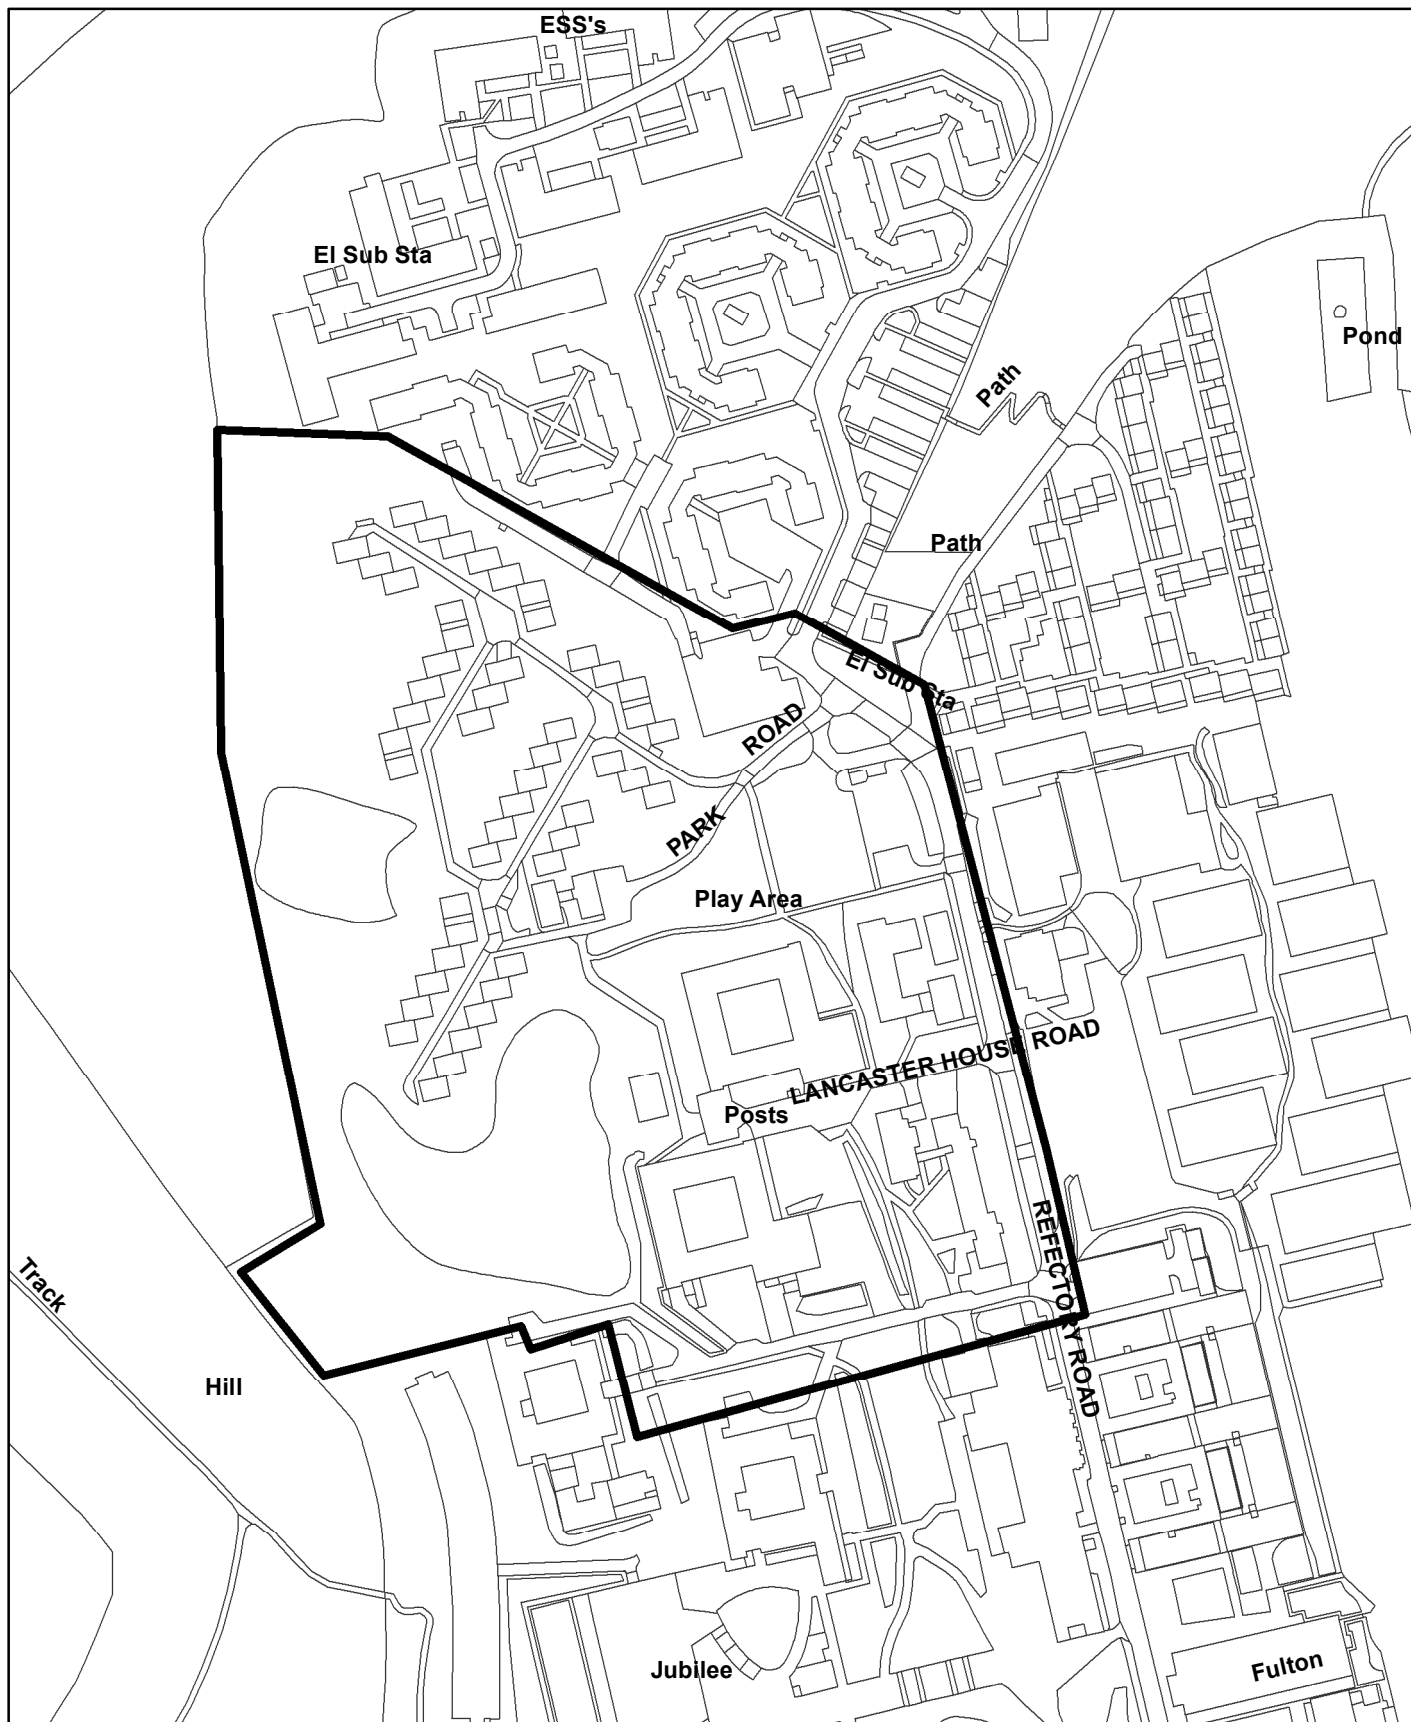 ESS's
El Sub Sta
Pond
Path
Path
El Sub Sta
PARK ROAD
Play Area
LANCASTER HOUSE ROAD
Posts
REFECTORY ROAD
Track
Hill
Jubilee
Fulton